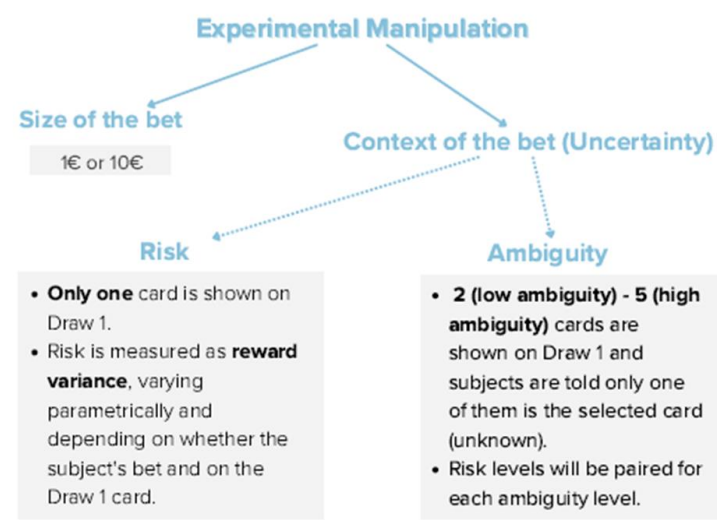 Experimental Manipulation
Size of the bet
1€ or 10€
Context of the bet (Uncertainty)
Risk
• Only one card is shown on
Draw 1.
• Risk is measured as reward
variance, varying
parametrically and
depending on whether the
subject's bet and on the
Draw 1 card.
Ambiguity
• 2 (low ambiguity) - 5 (high
ambiguity) cards are
shown on Draw 1 and
subjects are told only one
of them is the selected card
(unknown).
• Risk levels will be paired for
each ambiguity level.